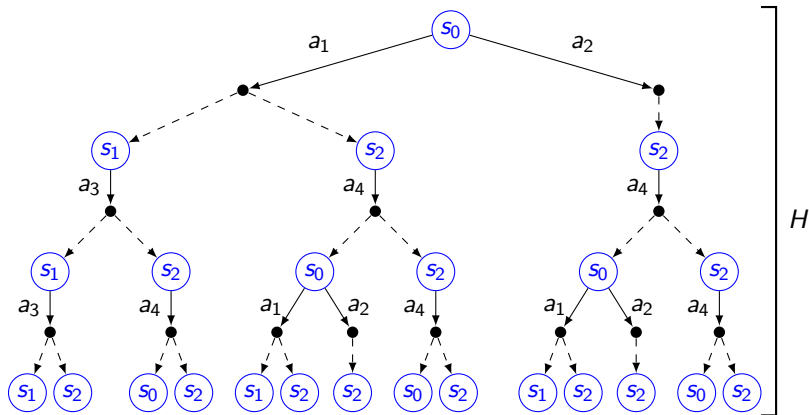 s₀
a₁ a₂
s₁ s₂ s₂
a₃ a₄ a₄
H
s₁ s₂ s₀ s₂ s₀ s₂
a₃ a₄ a₁ a₂ a₄ a₁ a₂ a₄
s₁ s₂ s₀ s₂ s₁ s₂ s₂ s₀ s₂ s₁ s₂ s₂ s₀ s₂